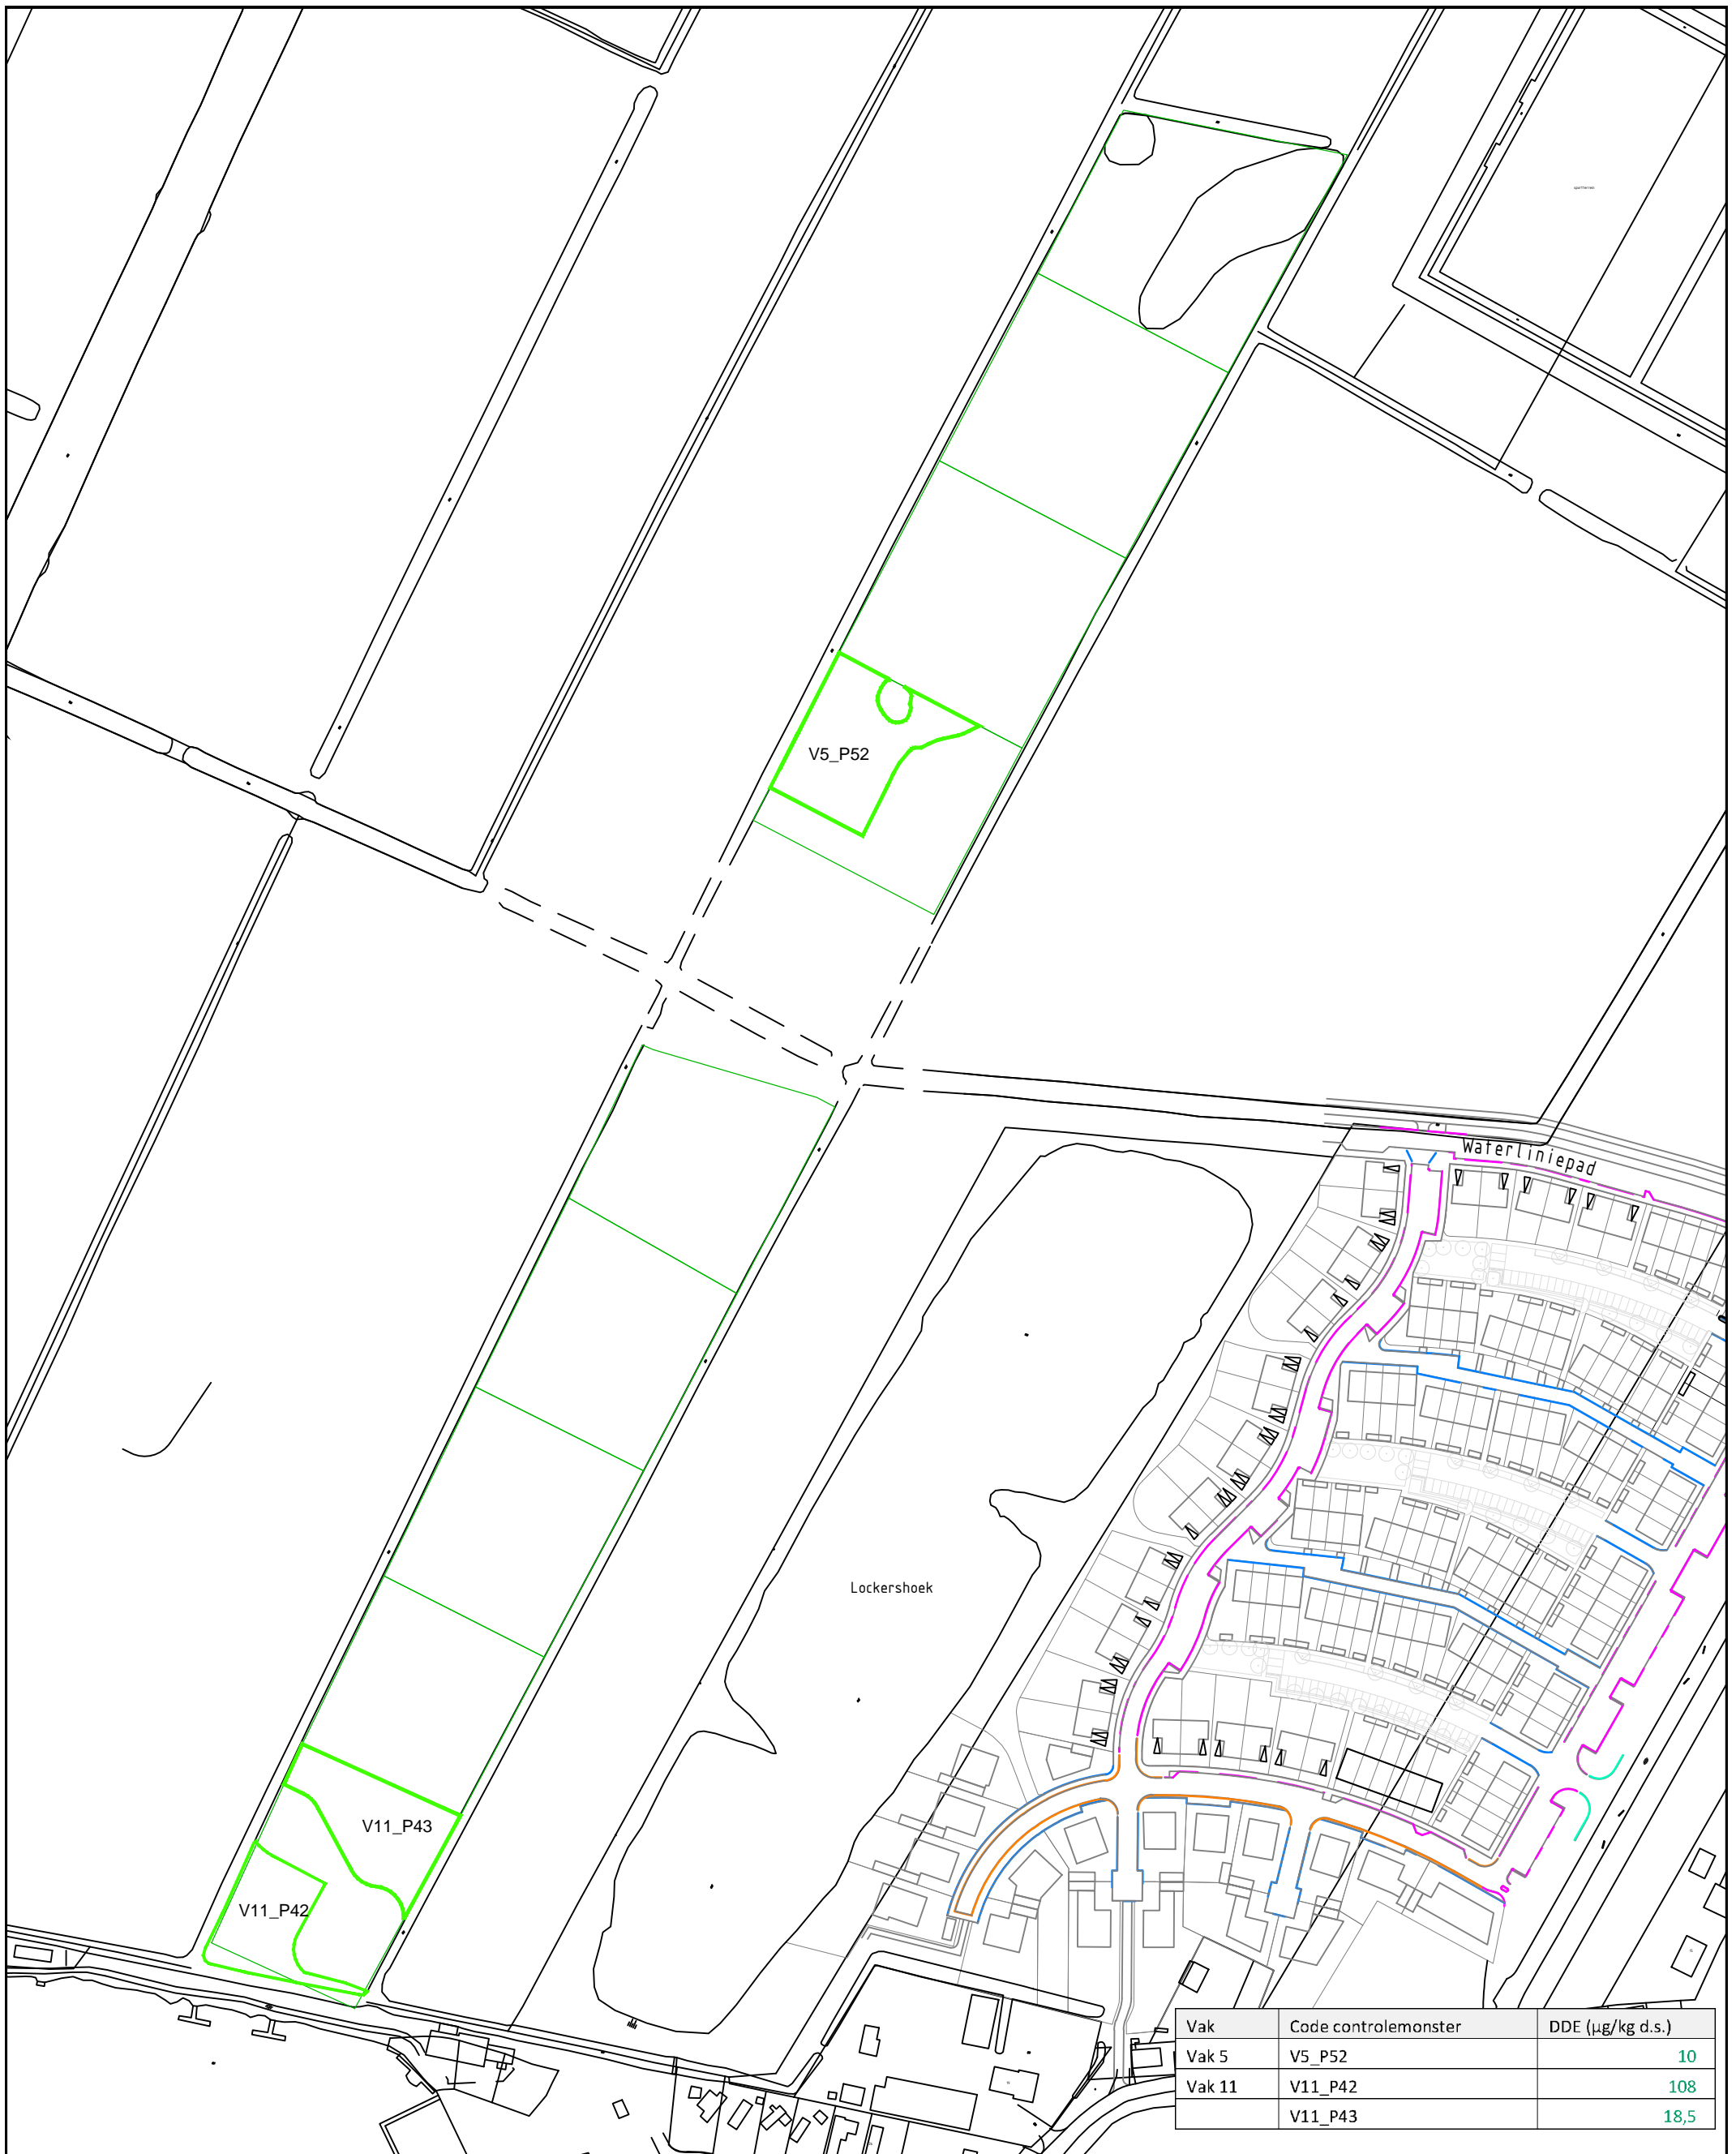 V5_P52
Waterliniepad
Lockershoek
V11_P43
V11_P42
Vak Code controlemonster DDE (µg/kg d.s.)
Vak 5 V5_P52 10
Vak 11 V11_P42 108
V11_P43 18,5